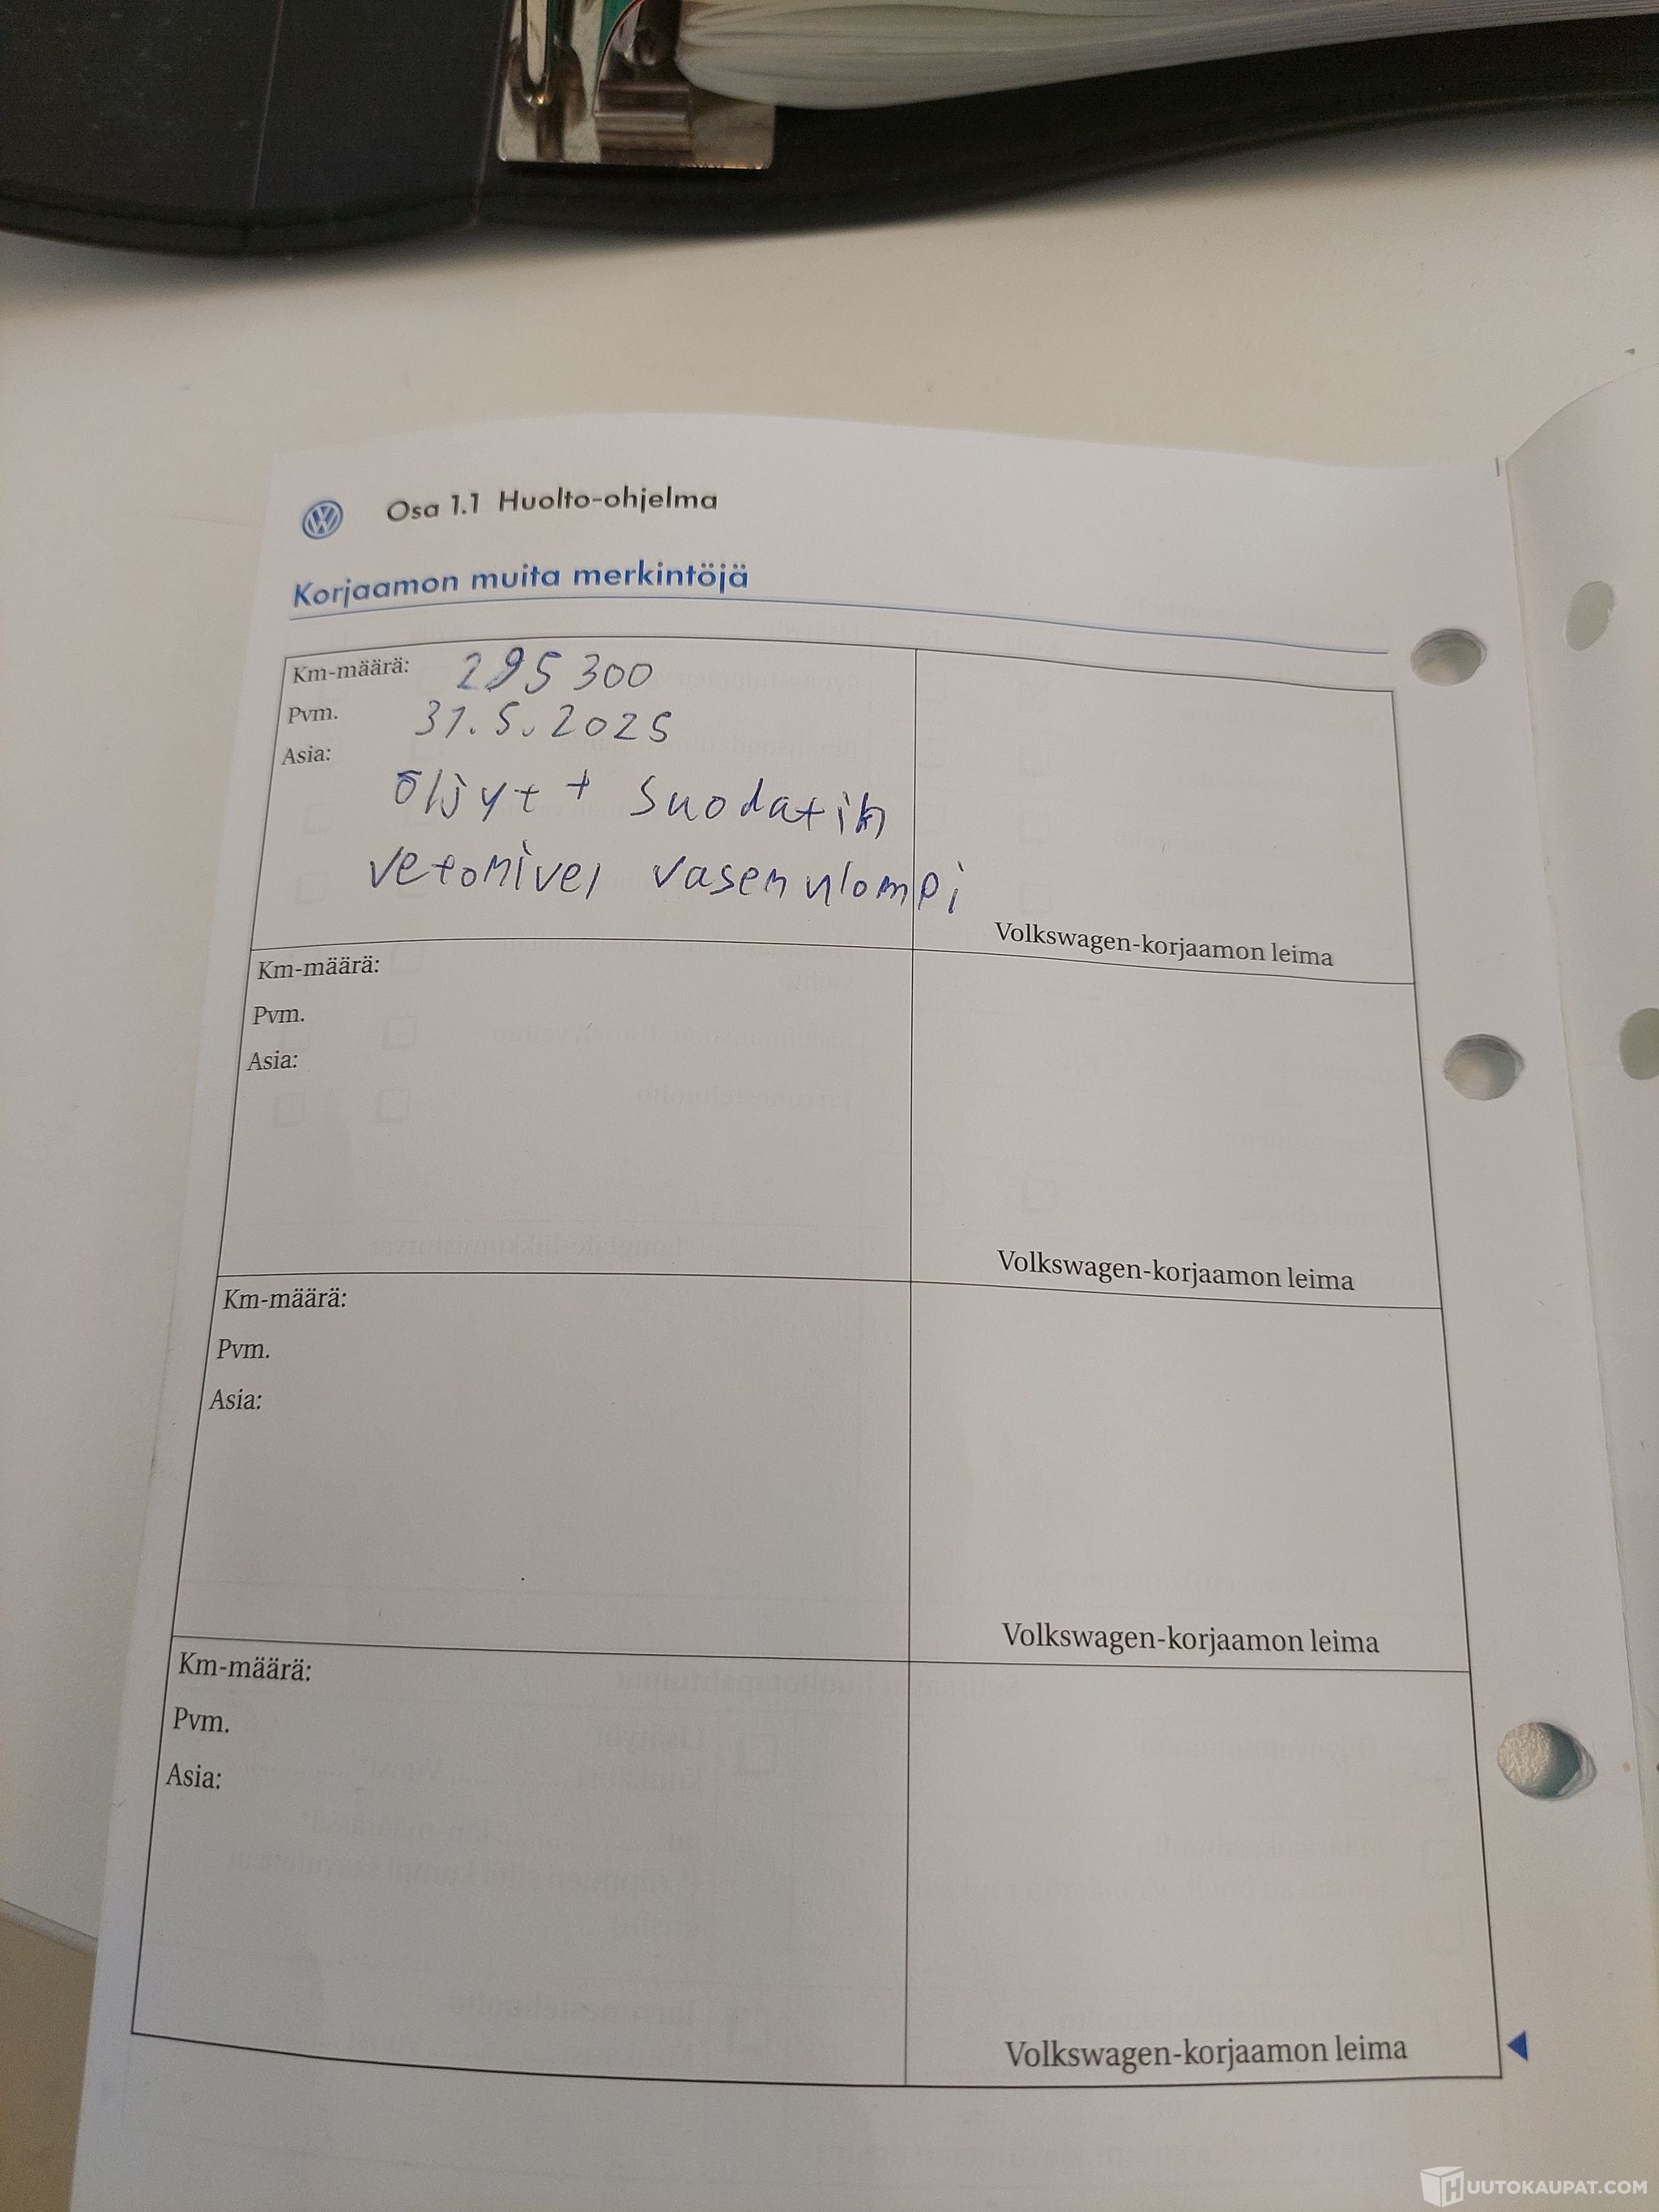 Osa 1.1 Huolto-ohjelma
Korjaamon muita merkintöjä
Km-määrä: 295 300
Pvm. 31.5.2025
Asia:
öljyt + suodatin
vetonivel vasen ulompi
Volkswagen-korjaamon leima
Km-määrä:
Pvm.
Asia:
Volkswagen-korjaamon leima
Km-määrä:
Pvm.
Asia:
Volkswagen-korjaamon leima
Km-määrä:
Pvm.
Asia:
Volkswagen-korjaamon leima
HUUTOKAUPAT.COM